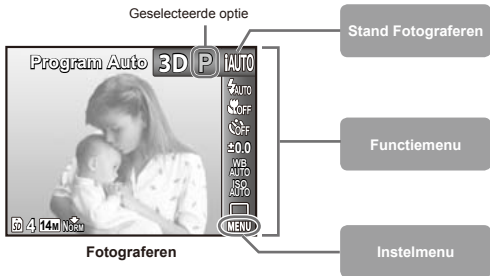 Geselecteerde optie
Stand Fotograferen
Program Auto 3D P iAUTO
AUTO
OFF
OFF
±0.0
WB
AUTO
ISO
AUTO
SD 4 14M NORM
MENU
Functiemenu
Fotograferen
Instelmenu